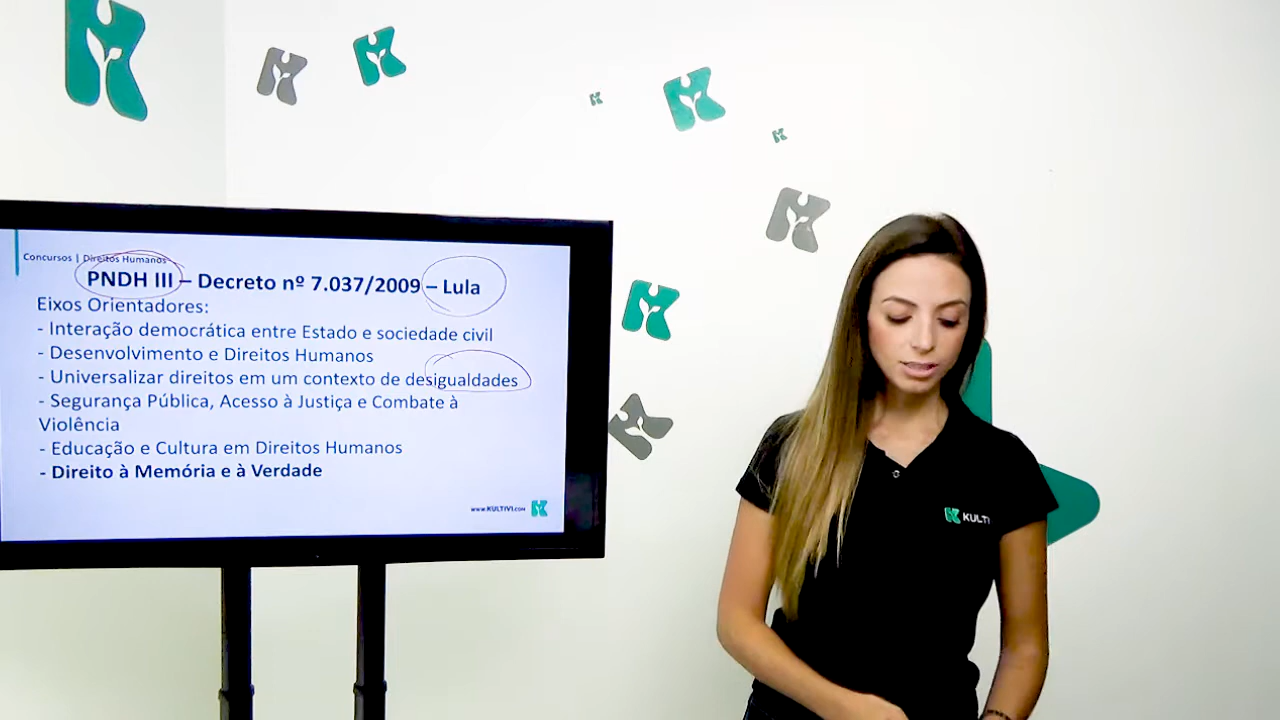 Concursos | Direitos Humanos
PNDH III – Decreto nº 7.037/2009 – Lula
Eixos Orientadores:
- Interação democrática entre Estado e sociedade civil
- Desenvolvimento e Direitos Humanos
- Universalizar direitos em um contexto de desigualdades
- Segurança Pública, Acesso à Justiça e Combate à
Violência
- Educação e Cultura em Direitos Humanos
- Direito à Memória e à Verdade
www.KULTIVI.com
KULTI